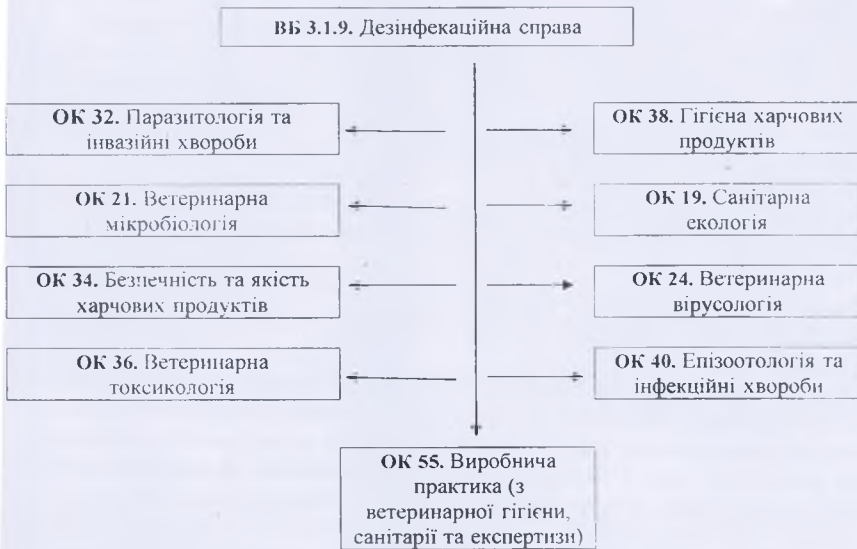 ВБ 3.1.9. Дезінфекаційна справа
ОК 32. Паразитологія та
інвазійні хвороби
ОК 38. Гігієна харчових
продуктів
ОК 21. Ветеринарна
мікробіологія
ОК 19. Санітарна
екологія
ОК 34. Безпечність та якість
харчових продуктів
ОК 24. Ветеринарна
вірусологія
ОК 36. Ветеринарна
токсикологія
ОК 40. Епізоотологія та
інфекційні хвороби
ОК 55. Виробнича
практика (з
ветеринарної гігієни,
санітарії та експертизи)